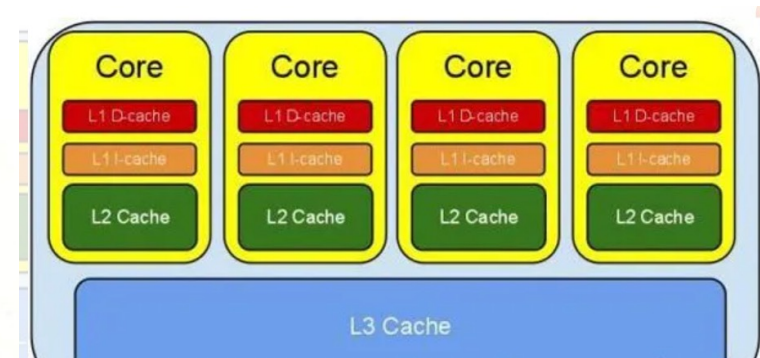 Core Core Core Core
L1 D-cache L1 D-cache L1 D-cache L1 D-cache
L1 I-cache L1 I-cache L1 I-cache L1 I-cache
L2 Cache L2 Cache L2 Cache L2 Cache
L3 Cache